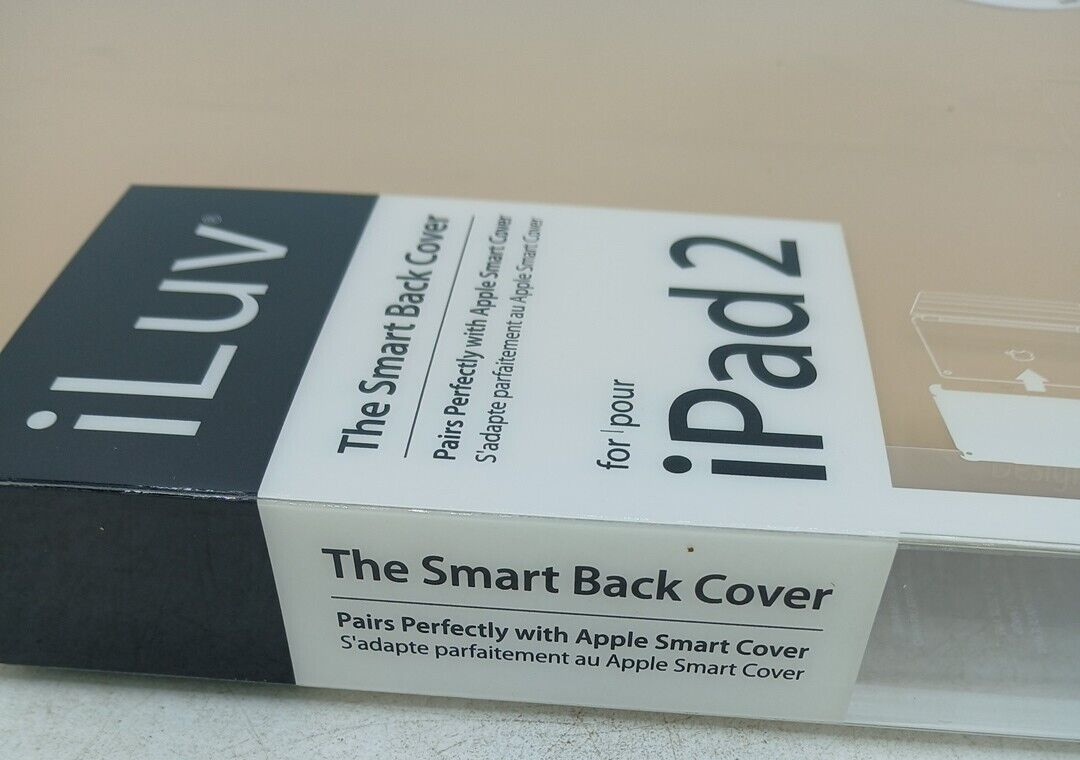 iLuv®
The Smart Back Cover
Pairs Perfectly with Apple Smart Cover
S'adapte parfaitement au Apple Smart Cover
for | pour
iPad 2
The Smart Back Cover
Pairs Perfectly with Apple Smart Cover
S'adapte parfaitement au Apple Smart Cover